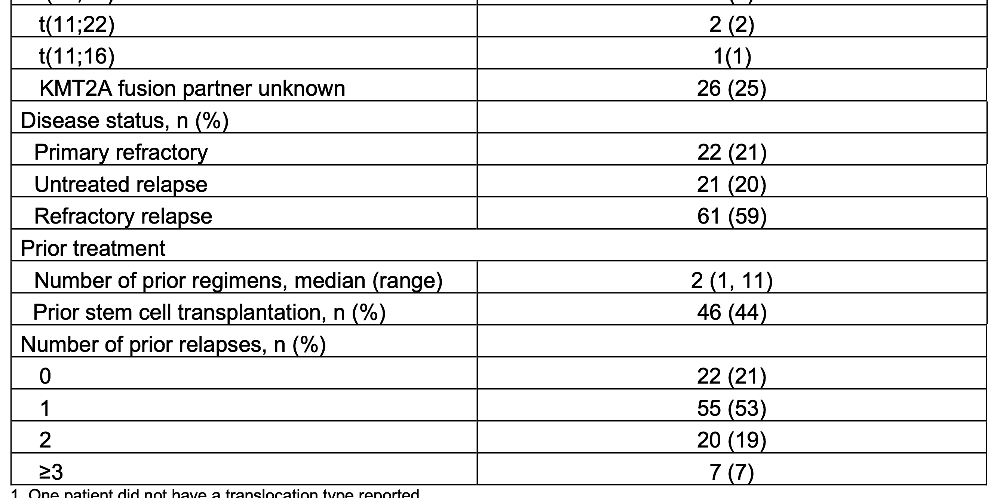 t(11;22) 2 (2)
t(11;16) 1(1)
KMT2A fusion partner unknown 26 (25)
Disease status, n (%)
Primary refractory 22 (21)
Untreated relapse 21 (20)
Refractory relapse 61 (59)
Prior treatment
Number of prior regimens, median (range) 2 (1, 11)
Prior stem cell transplantation, n (%) 46 (44)
Number of prior relapses, n (%)
0 22 (21)
1 55 (53)
2 20 (19)
≥3 7 (7)
1. One patient did not have a translocation type reported